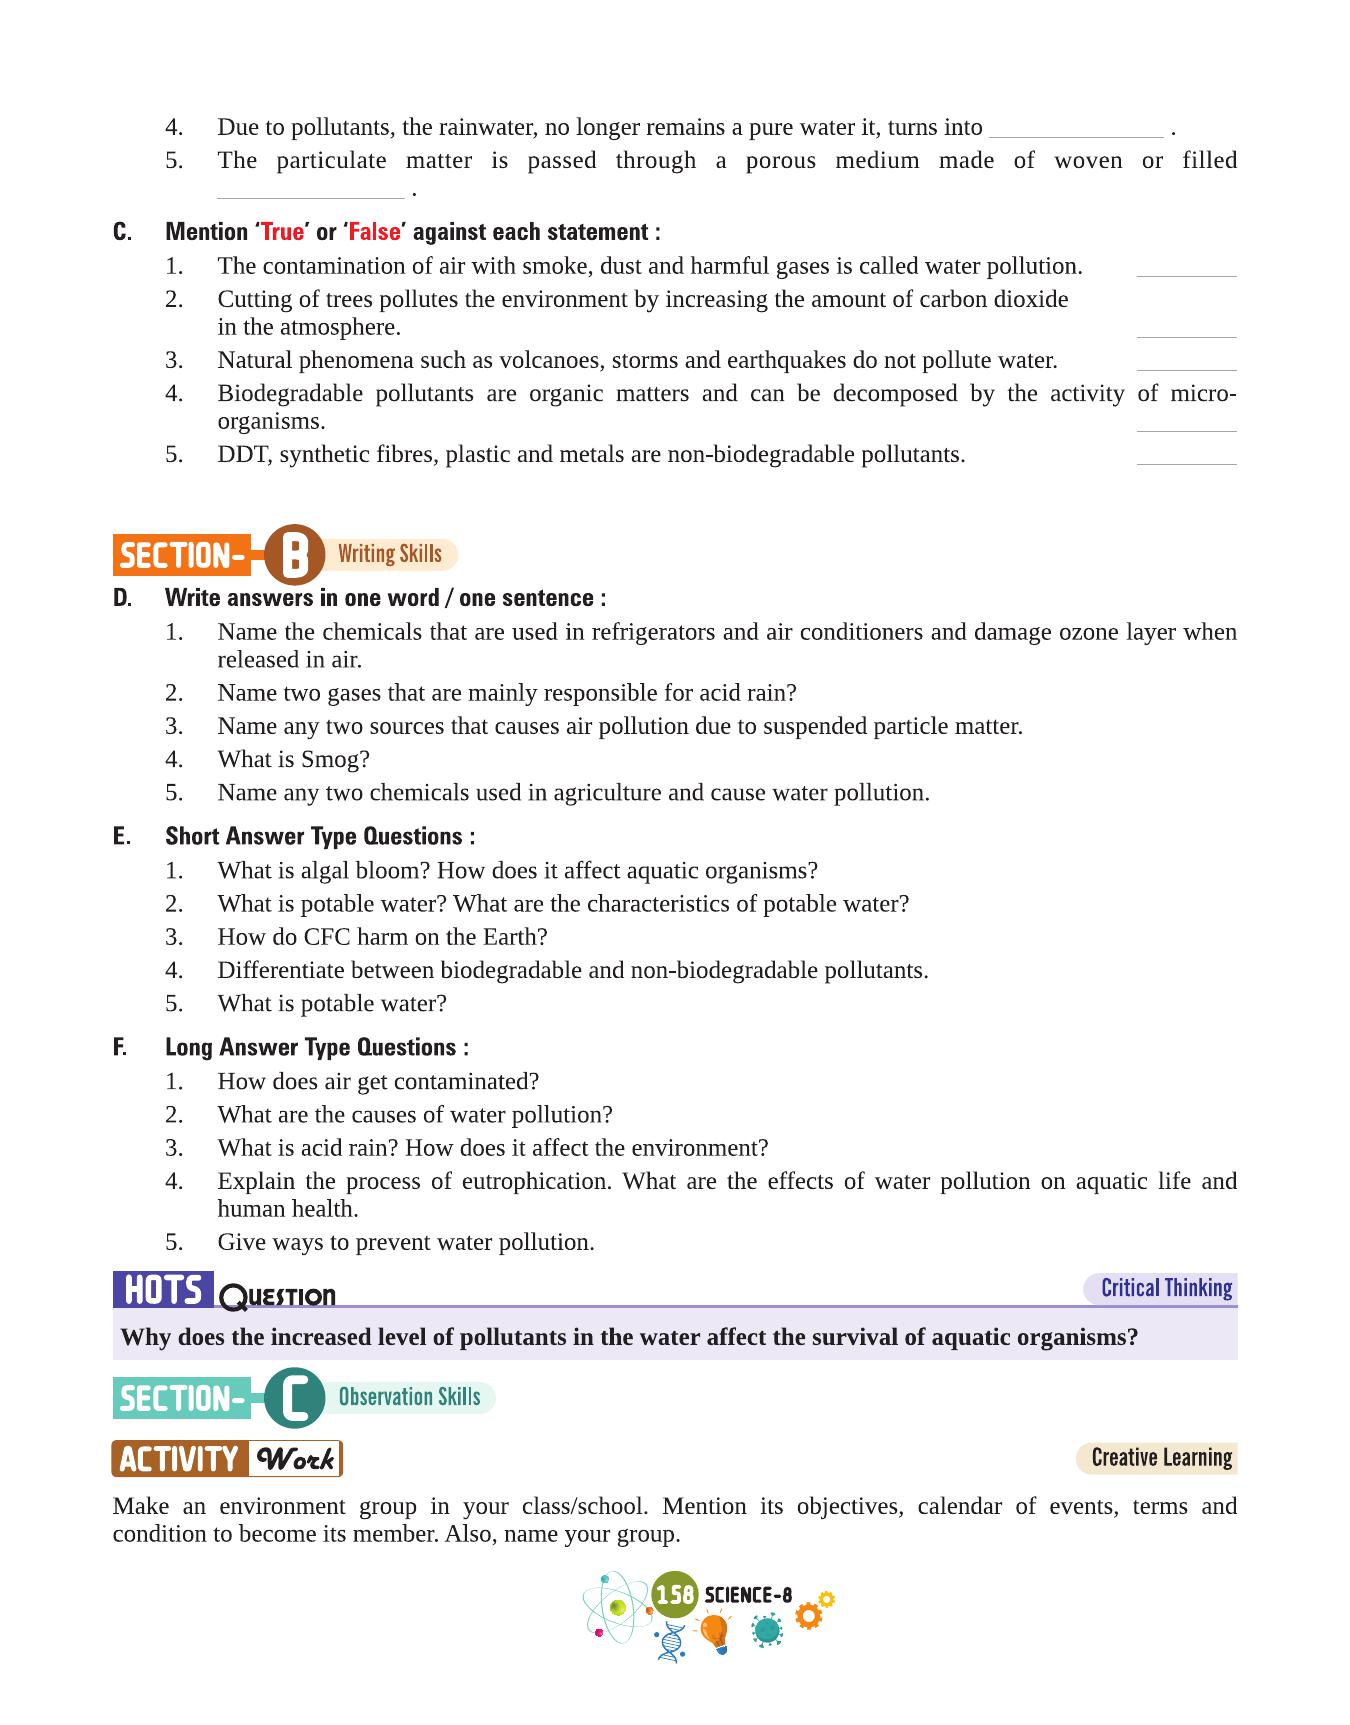 4. Due to pollutants, the rainwater, no longer remains a pure water it, turns into ______________ .
5. The particulate matter is passed through a porous medium made of woven or filled
_______________ .
C. Mention ‘True’ or ‘False’ against each statement :
1. The contamination of air with smoke, dust and harmful gases is called water pollution. ________
2. Cutting of trees pollutes the environment by increasing the amount of carbon dioxide
in the atmosphere. ________
3. Natural phenomena such as volcanoes, storms and earthquakes do not pollute water. ________
4. Biodegradable pollutants are organic matters and can be decomposed by the activity of micro-
organisms. ________
5. DDT, synthetic fibres, plastic and metals are non-biodegradable pollutants. ________
SECTION- B Writing Skills
D. Write answers in one word / one sentence :
1. Name the chemicals that are used in refrigerators and air conditioners and damage ozone layer when
released in air.
2. Name two gases that are mainly responsible for acid rain?
3. Name any two sources that causes air pollution due to suspended particle matter.
4. What is Smog?
5. Name any two chemicals used in agriculture and cause water pollution.
E. Short Answer Type Questions :
1. What is algal bloom? How does it affect aquatic organisms?
2. What is potable water? What are the characteristics of potable water?
3. How do CFC harm on the Earth?
4. Differentiate between biodegradable and non-biodegradable pollutants.
5. What is potable water?
F. Long Answer Type Questions :
1. How does air get contaminated?
2. What are the causes of water pollution?
3. What is acid rain? How does it affect the environment?
4. Explain the process of eutrophication. What are the effects of water pollution on aquatic life and
human health.
5. Give ways to prevent water pollution.
HOTS Question Critical Thinking
Why does the increased level of pollutants in the water affect the survival of aquatic organisms?
SECTION- C Observation Skills
ACTIVITY Work Creative Learning
Make an environment group in your class/school. Mention its objectives, calendar of events, terms and
condition to become its member. Also, name your group.
158 SCIENCE-8